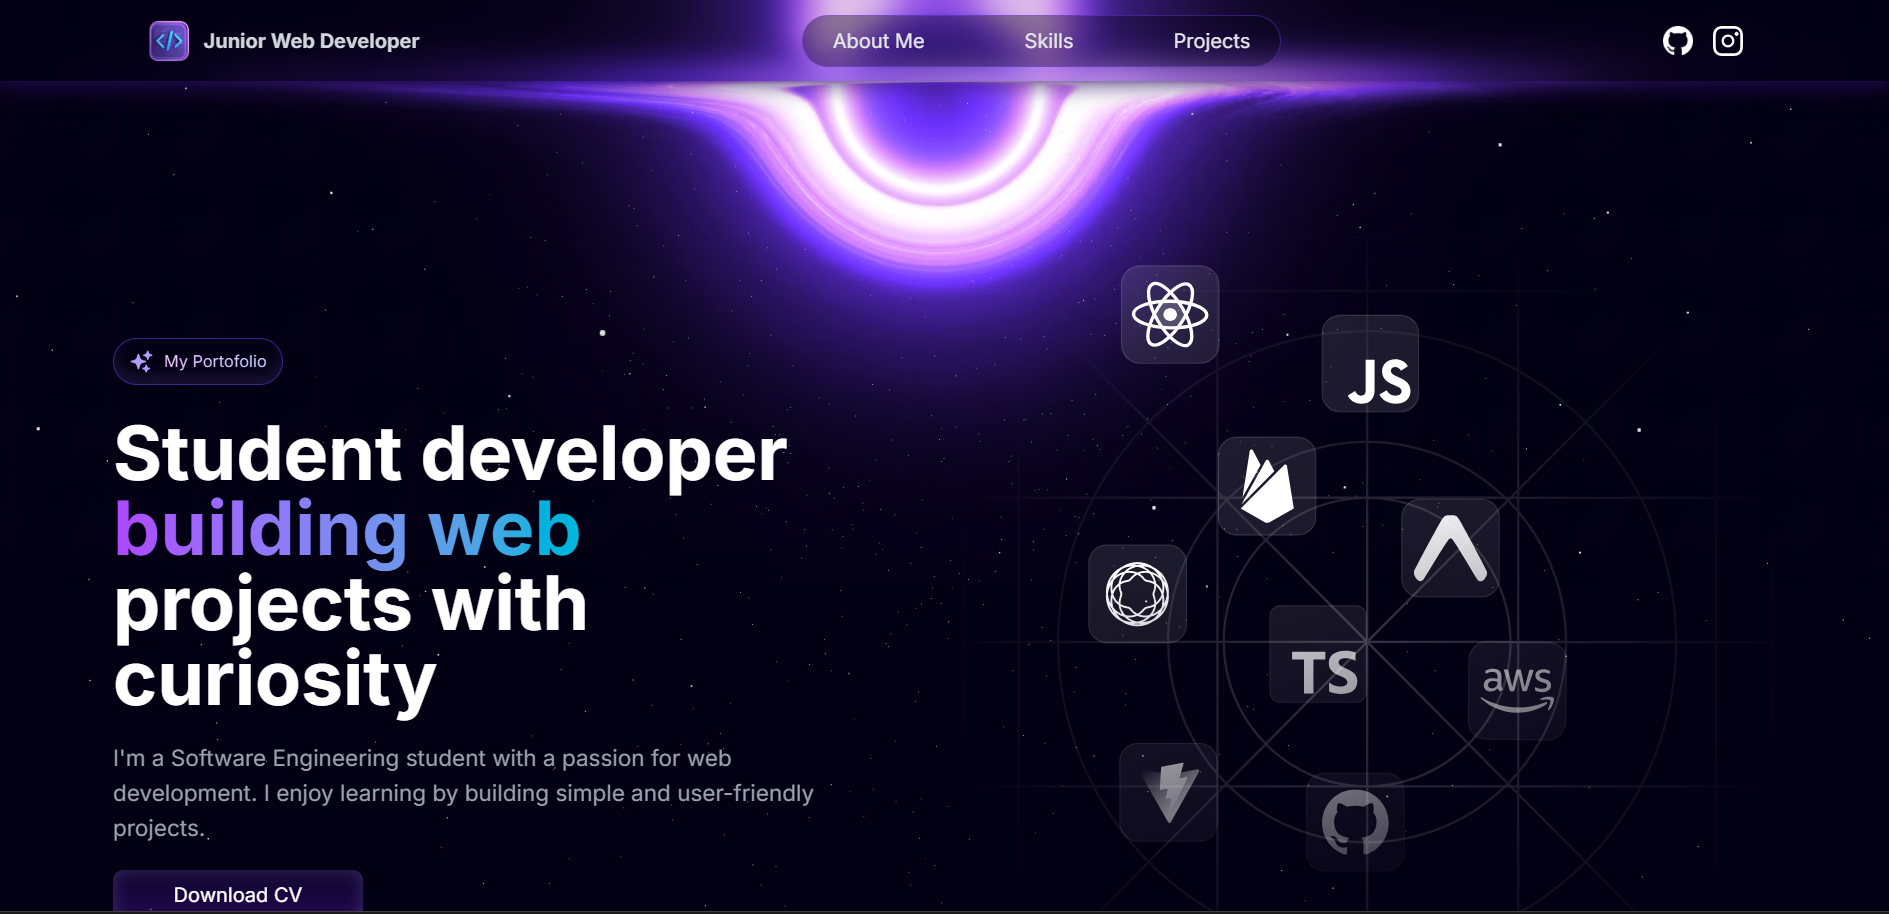 </>
Junior Web Developer
About Me
Skills
Projects
My Portofolio
Student developer
building web
projects with
curiosity
I'm a Software Engineering student with a passion for web
development. I enjoy learning by building simple and user-friendly
projects.
Download CV
JS
TS
aws